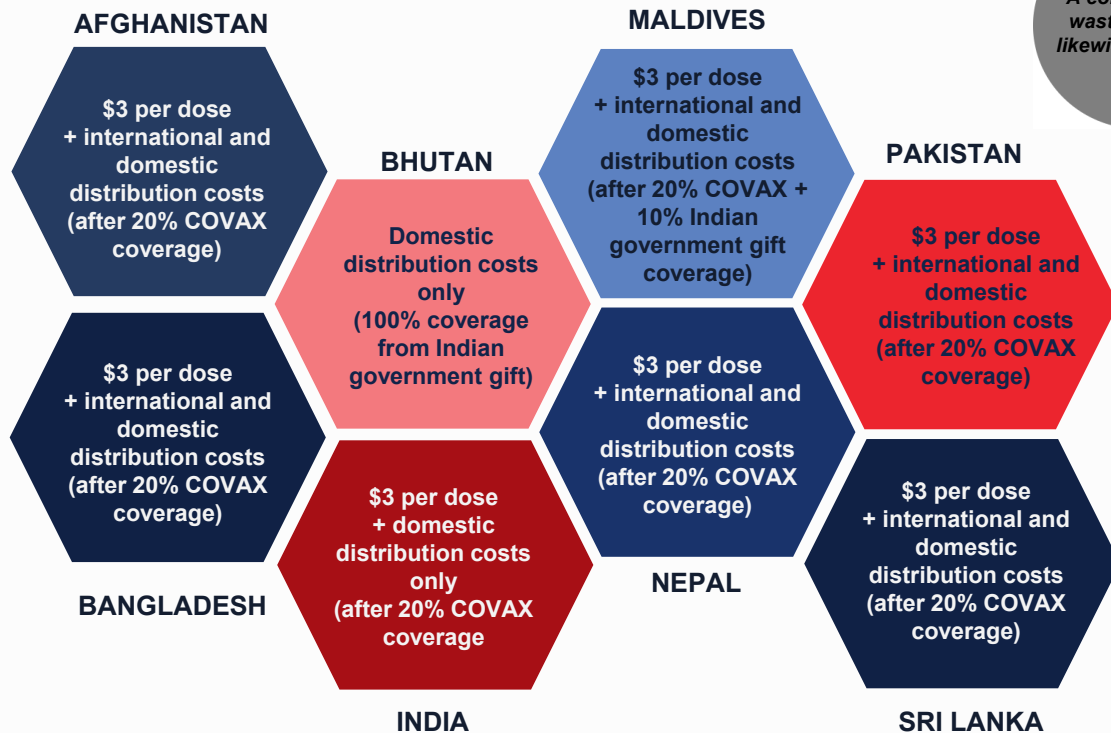 AFGHANISTAN
$3 per dose
+ international and
domestic
distribution costs
(after 20% COVAX
coverage)
BHUTAN
Domestic
distribution costs
only
(100% coverage
from Indian
government gift)
MALDIVES
$3 per dose
+ international and
domestic
distribution costs
(after 20% COVAX +
10% Indian
government gift
coverage)
PAKISTAN
$3 per dose
+ international and
domestic
distribution costs
(after 20% COVAX
coverage)
$3 per dose
+ international and
domestic
distribution costs
(after 20% COVAX
coverage)
BANGLADESH
$3 per dose
+ domestic
distribution costs
only
(after 20% COVAX
coverage
INDIA
$3 per dose
+ international and
domestic
distribution costs
(after 20% COVAX
coverage)
NEPAL
$3 per dose
+ international and
domestic
distribution costs
(after 20% COVAX
coverage)
SRI LANKA